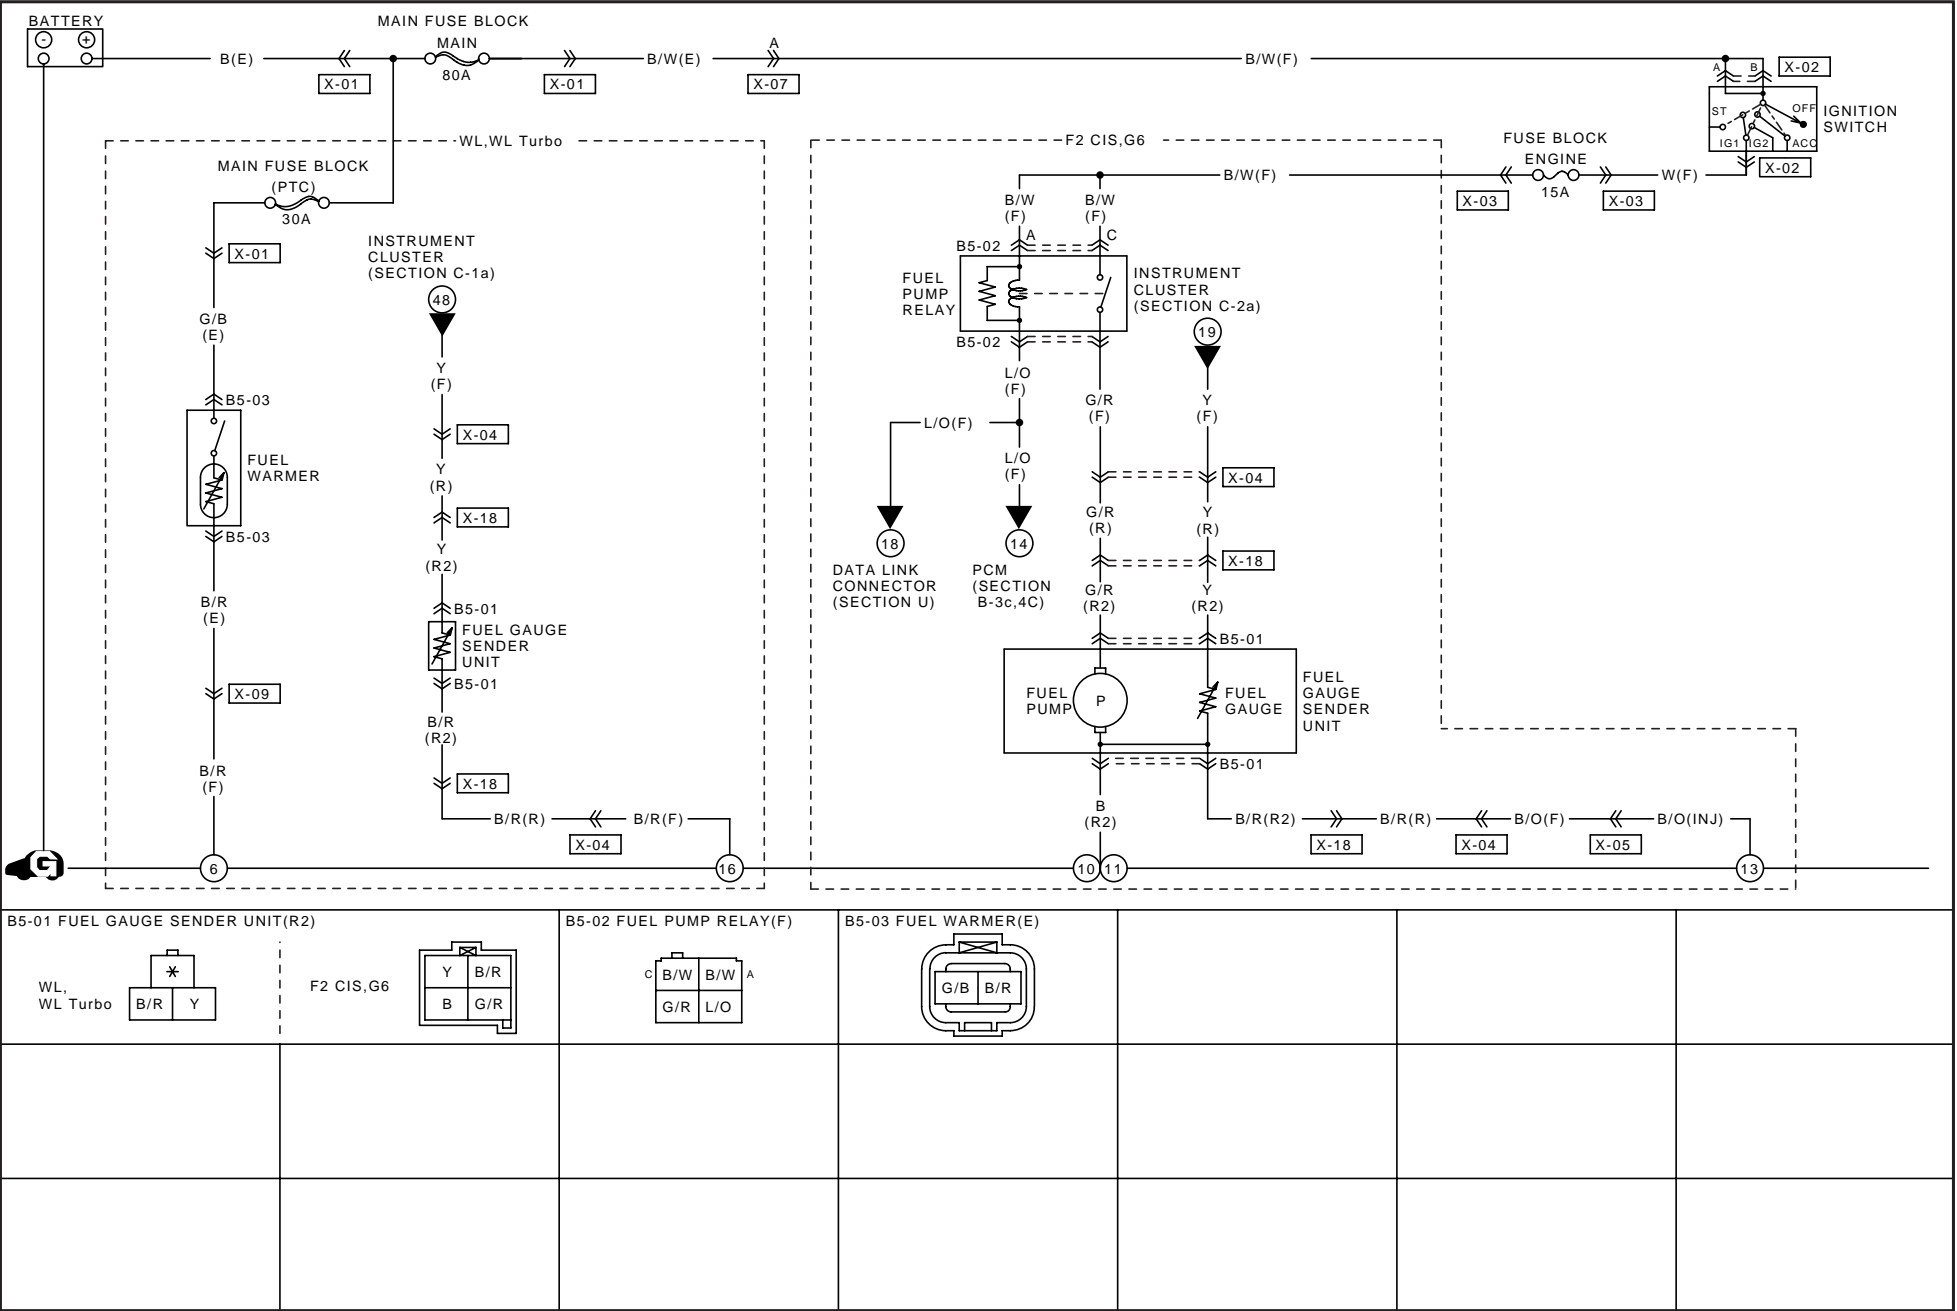 BATTERY
-
+
B(E)
X-01
MAIN FUSE BLOCK
MAIN
80A
X-01
B/W(E)
A
X-07
B/W(F)
A
B
X-02
ST
OFF
IG1
IG2
ACC
IGNITION
SWITCH
X-02
WL,WL Turbo
MAIN FUSE BLOCK
(PTC)
30A
X-01
G/B
(E)
B5-03
FUEL
WARMER
B5-03
B/R
(E)
X-09
B/R
(F)
6
INSTRUMENT
CLUSTER
(SECTION C-1a)
48
Y
(F)
X-04
Y
(R)
X-18
Y
(R2)
B5-01
FUEL GAUGE
SENDER
UNIT
B5-01
B/R
(R2)
X-18
B/R(R)
X-04
B/R(F)
16
F2 CIS,G6
B/W(F)
X-03
FUSE BLOCK
ENGINE
15A
X-03
W(F)
B/W
(F)
B/W
(F)
B5-02
A
C
FUEL
PUMP
RELAY
B5-02
INSTRUMENT
CLUSTER
(SECTION C-2a)
19
L/O
(F)
L/O(F)
L/O
(F)
18
DATA LINK
CONNECTOR
(SECTION U)
14
PCM
(SECTION
B-3c,4C)
G/R
(F)
Y
(F)
X-04
G/R
(R)
Y
(R)
X-18
G/R
(R2)
Y
(R2)
B5-01
FUEL
PUMP
P
FUEL
GAUGE
FUEL
GAUGE
SENDER
UNIT
B5-01
B
(R2)
B/R(R2)
X-18
B/R(R)
X-04
B/O(F)
X-05
B/O(INJ)
G
10
11
13
B5-01 FUEL GAUGE SENDER UNIT(R2)
WL,
WL Turbo
*
B/R
Y
F2 CIS,G6
Y
B/R
B
G/R
B5-02 FUEL PUMP RELAY(F)
C
B/W
B/W
A
G/R
L/O
B5-03 FUEL WARMER(E)
G/B
B/R